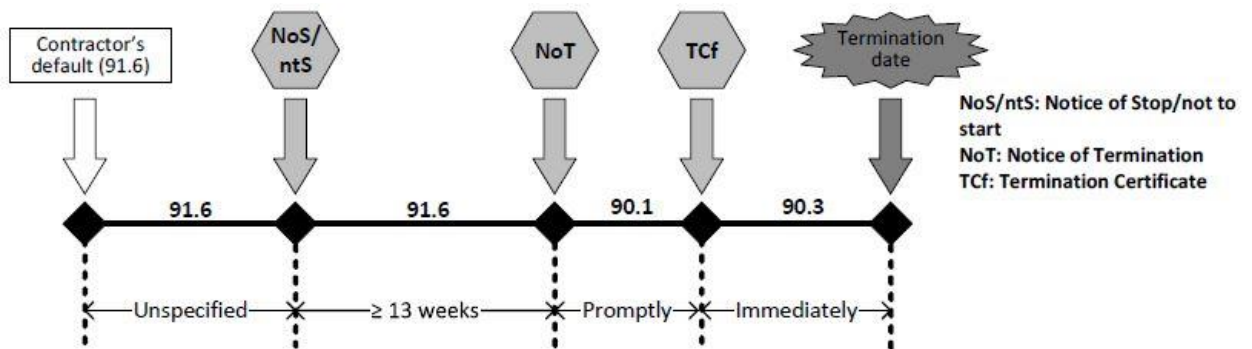 Contractor's
default (91.6)
NoS/
ntS
NoT
TCf
Termination
date
NoS/ntS: Notice of Stop/not to
start
NoT: Notice of Termination
TCf: Termination Certificate
91.6
91.6
90.1
90.3
Unspecified
≥ 13 weeks
Promptly
Immediately